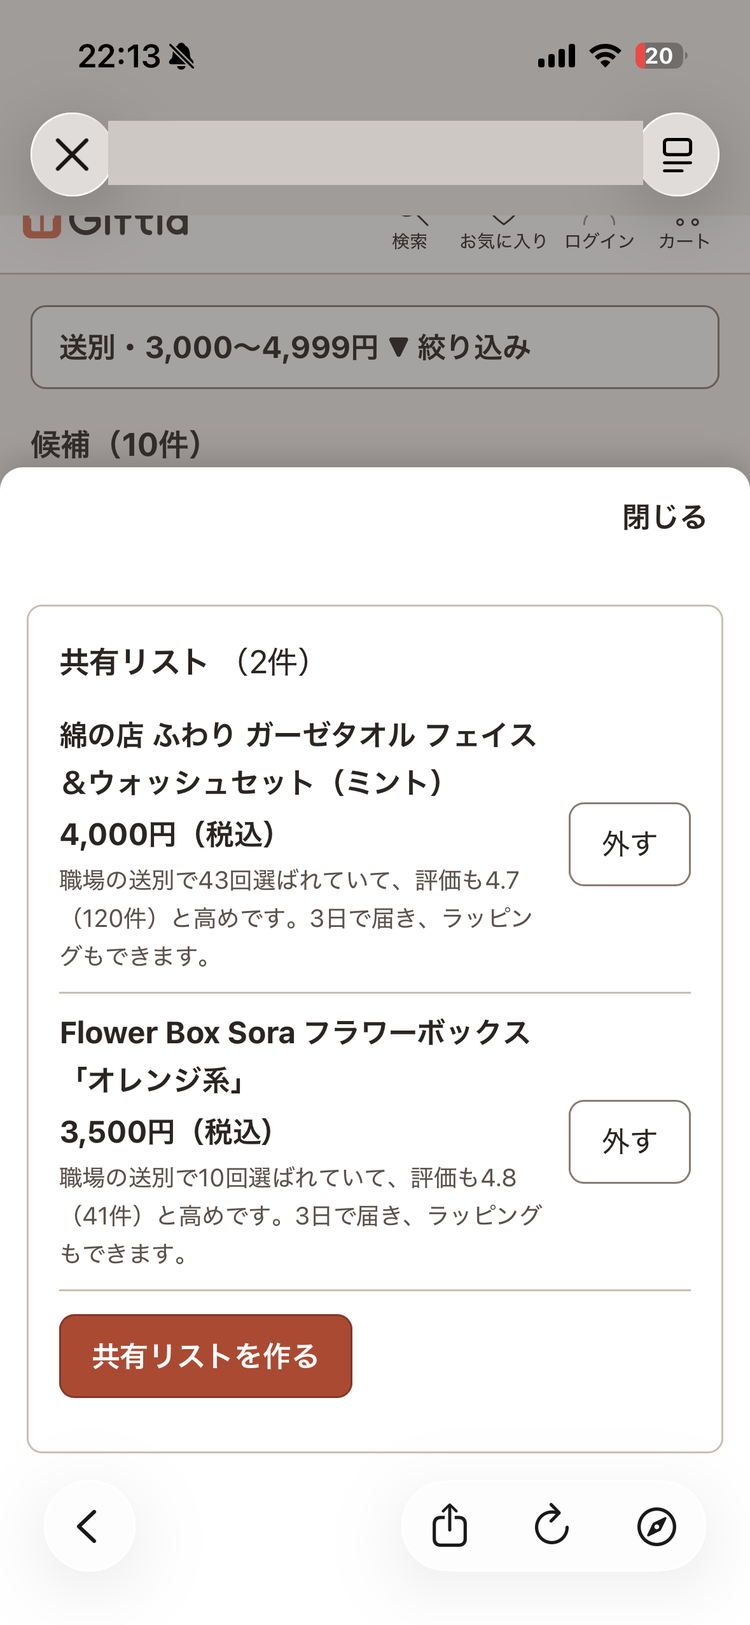 22:13
20
Giftia
検索
お気に入り
ログイン
カート
送別・3,000〜4,999円 ▼ 絞り込み
候補（10件）
閉じる
共有リスト （2件）
綿の店 ふわり ガーゼタオル フェイス
＆ウォッシュセット（ミント）
4,000円（税込）
外す
職場の送別で43回選ばれていて、評価も4.7
（120件）と高めです。3日で届き、ラッピン
グもできます。
Flower Box Sora フラワーボックス
「オレンジ系」
3,500円（税込）
外す
職場の送別で10回選ばれていて、評価も4.8
（41件）と高めです。3日で届き、ラッピング
もできます。
共有リストを作る